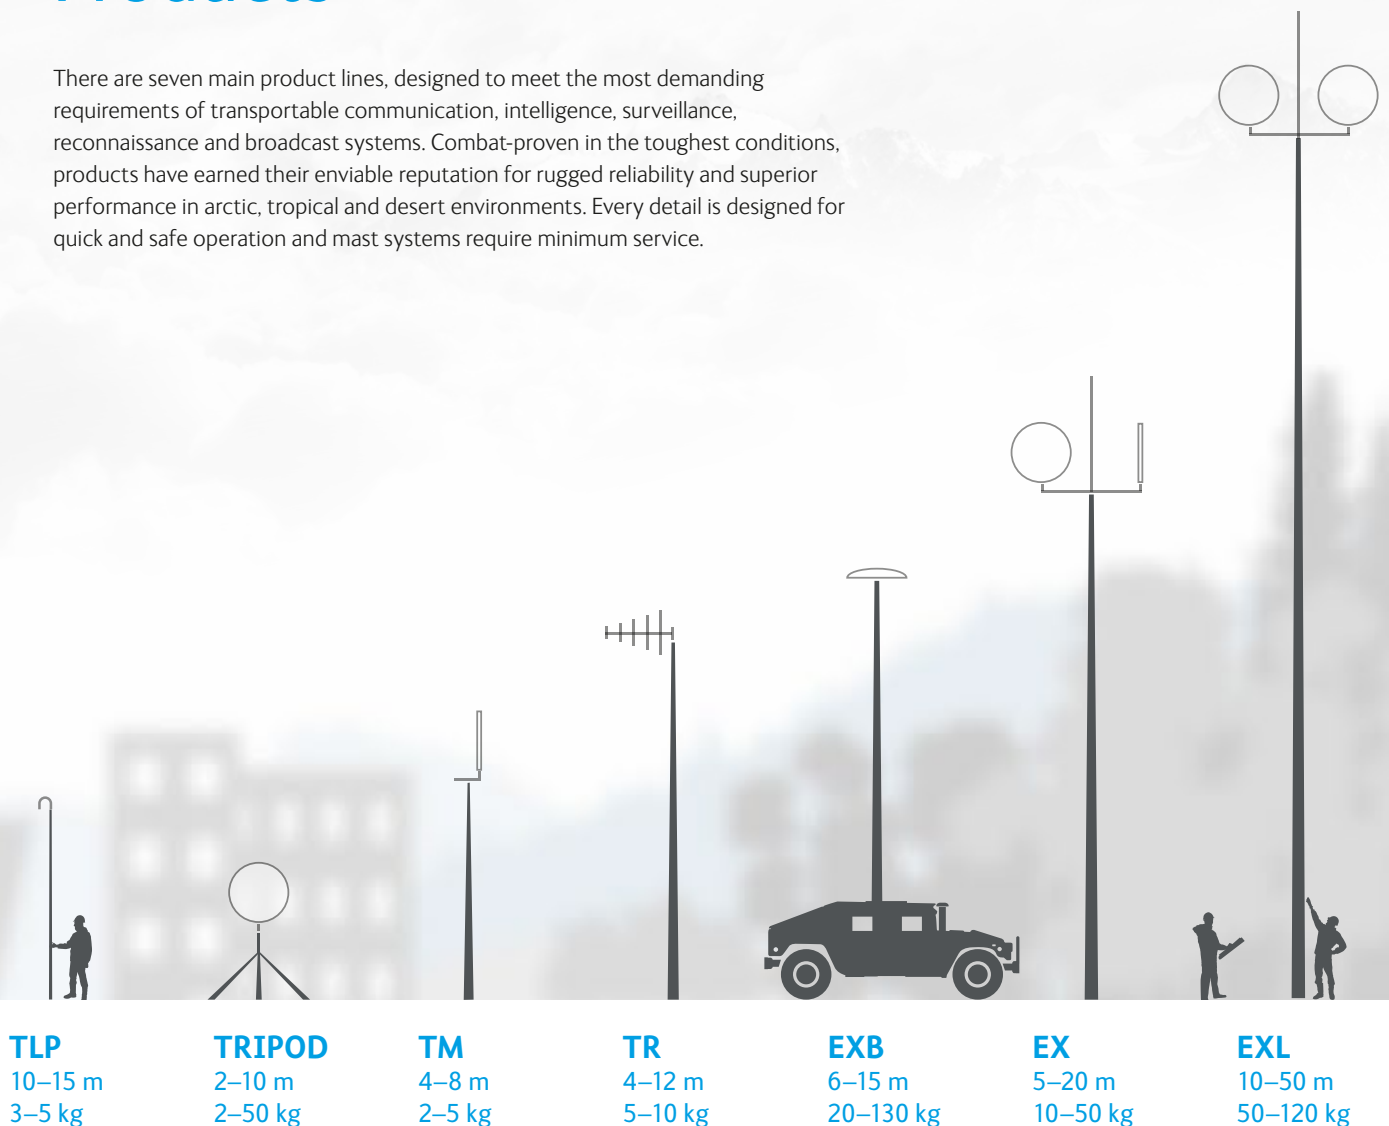 Products
There are seven main product lines, designed to meet the most demanding
requirements of transportable communication, intelligence, surveillance,
reconnaissance and broadcast systems. Combat-proven in the toughest conditions,
products have earned their enviable reputation for rugged reliability and superior
performance in arctic, tropical and desert environments. Every detail is designed for
quick and safe operation and mast systems require minimum service.
TLP
10–15 m
3–5 kg
TRIPOD
2–10 m
2–50 kg
TM
4–8 m
2–5 kg
TR
4–12 m
5–10 kg
EXB
6–15 m
20–130 kg
EX
5–20 m
10–50 kg
EXL
10–50 m
50–120 kg